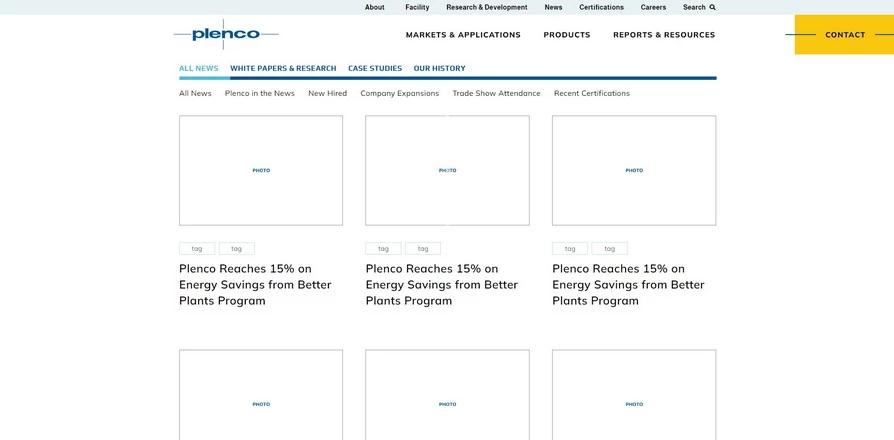 About Facility Research & Development News Certifications Careers Search
plenco
MARKETS & APPLICATIONS PRODUCTS REPORTS & RESOURCES CONTACT
ALL NEWS WHITE PAPERS & RESEARCH CASE STUDIES OUR HISTORY
All News Plenco in the News New Hired Company Expansions Trade Show Attendance Recent Certifications
PHOTO PHOTO PHOTO
tag tag tag tag tag tag
Plenco Reaches 15% on
Energy Savings from Better
Plants Program
Plenco Reaches 15% on
Energy Savings from Better
Plants Program
Plenco Reaches 15% on
Energy Savings from Better
Plants Program
PHOTO PHOTO PHOTO